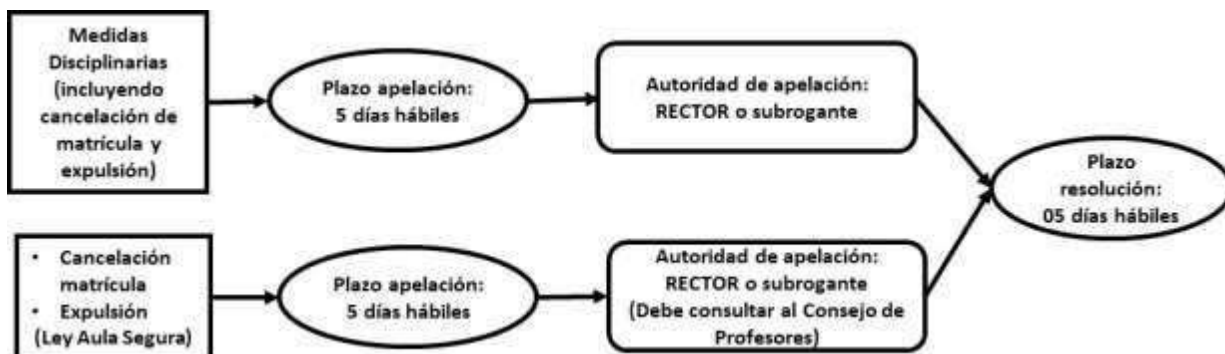 Medidas
Disciplinarias
(incluyendo
cancelación de
matrícula y
expulsión)
Plazo apelación:
5 días hábiles
Autoridad de apelación:
RECTOR o subrogante
Plazo
resolución:
05 días hábiles
• Cancelación
matrícula
• Expulsión
(Ley Aula Segura)
Plazo apelación:
5 días hábiles
Autoridad de apelación:
RECTOR o subrogante
(Debe consultar al Consejo de
Profesores)